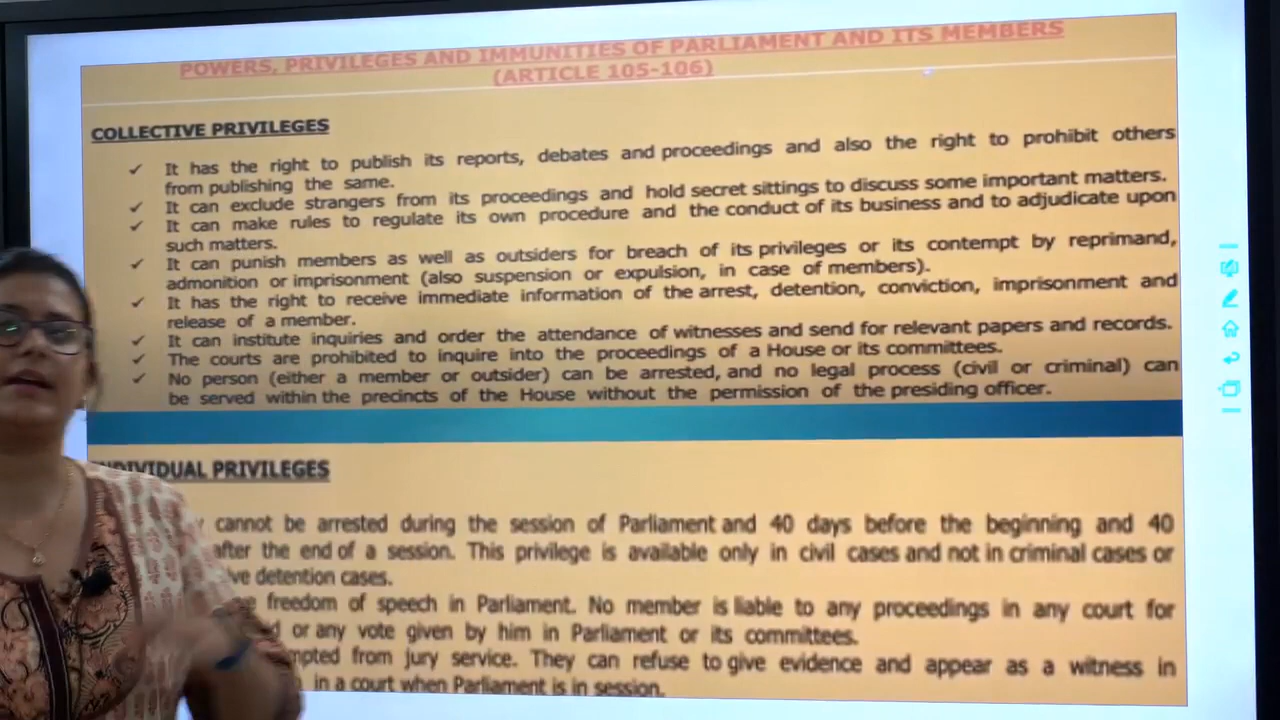 POWERS, PRIVILEGES AND IMMUNITIES OF PARLIAMENT AND ITS MEMBERS
(ARTICLE 105-106)
COLLECTIVE PRIVILEGES
✓ It has the right to publish its reports, debates and proceedings and also the right to prohibit others
from publishing the same.
✓ It can exclude strangers from its proceedings and hold secret sittings to discuss some important matters.
✓ It can make rules to regulate its own procedure and the conduct of its business and to adjudicate upon
such matters.
✓ It can punish members as well as outsiders for breach of its privileges or its contempt by reprimand,
admonition or imprisonment (also suspension or expulsion, in case of members).
✓ It has the right to receive immediate information of the arrest, detention, conviction, imprisonment and
release of a member.
✓ It can institute inquiries and order the attendance of witnesses and send for relevant papers and records.
✓ The courts are prohibited to inquire into the proceedings of a House or its committees.
✓ No person (either a member or outsider) can be arrested, and no legal process (civil or criminal) can
be served within the precincts of the House without the permission of the presiding officer.
INDIVIDUAL PRIVILEGES
cannot be arrested during the session of Parliament and 40 days before the beginning and 40
after the end of a session. This privilege is available only in civil cases and not in criminal cases or
detention cases.
freedom of speech in Parliament. No member is liable to any proceedings in any court for
or any vote given by him in Parliament or its committees.
from jury service. They can refuse to give evidence and appear as a witness in
in a court when Parliament is in session.